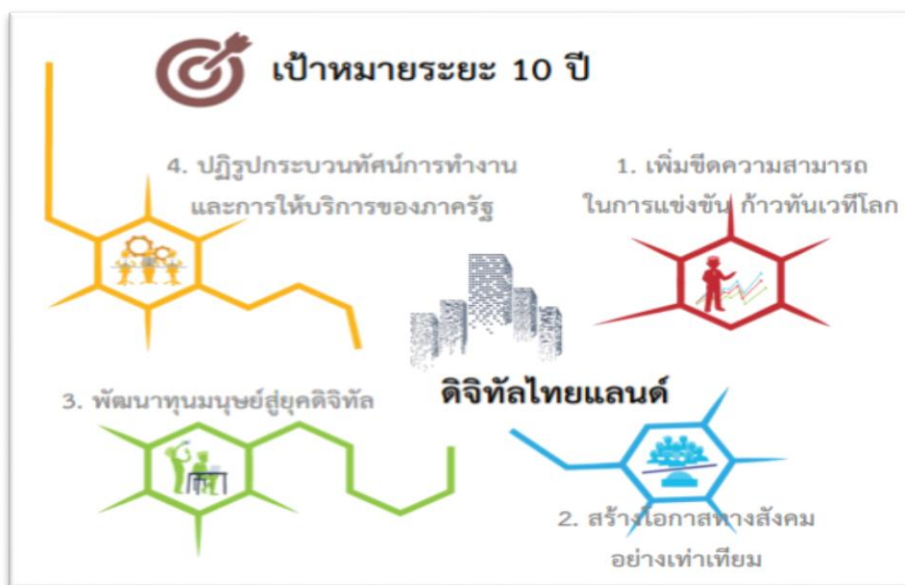 เป้าหมายระยะ 10 ปี
4. ปฏิรูปกระบวนทัศน์การทำงาน
และการให้บริการของภาครัฐ
1. เพิ่มขีดความสามารถ
ในการแข่งขัน ก้าวทันเวทีโลก
3. พัฒนาทุนมนุษย์สู่ยุคดิจิทัล
ดิจิทัลไทยแลนด์
2. สร้างโอกาสทางสังคม
อย่างเท่าเทียม